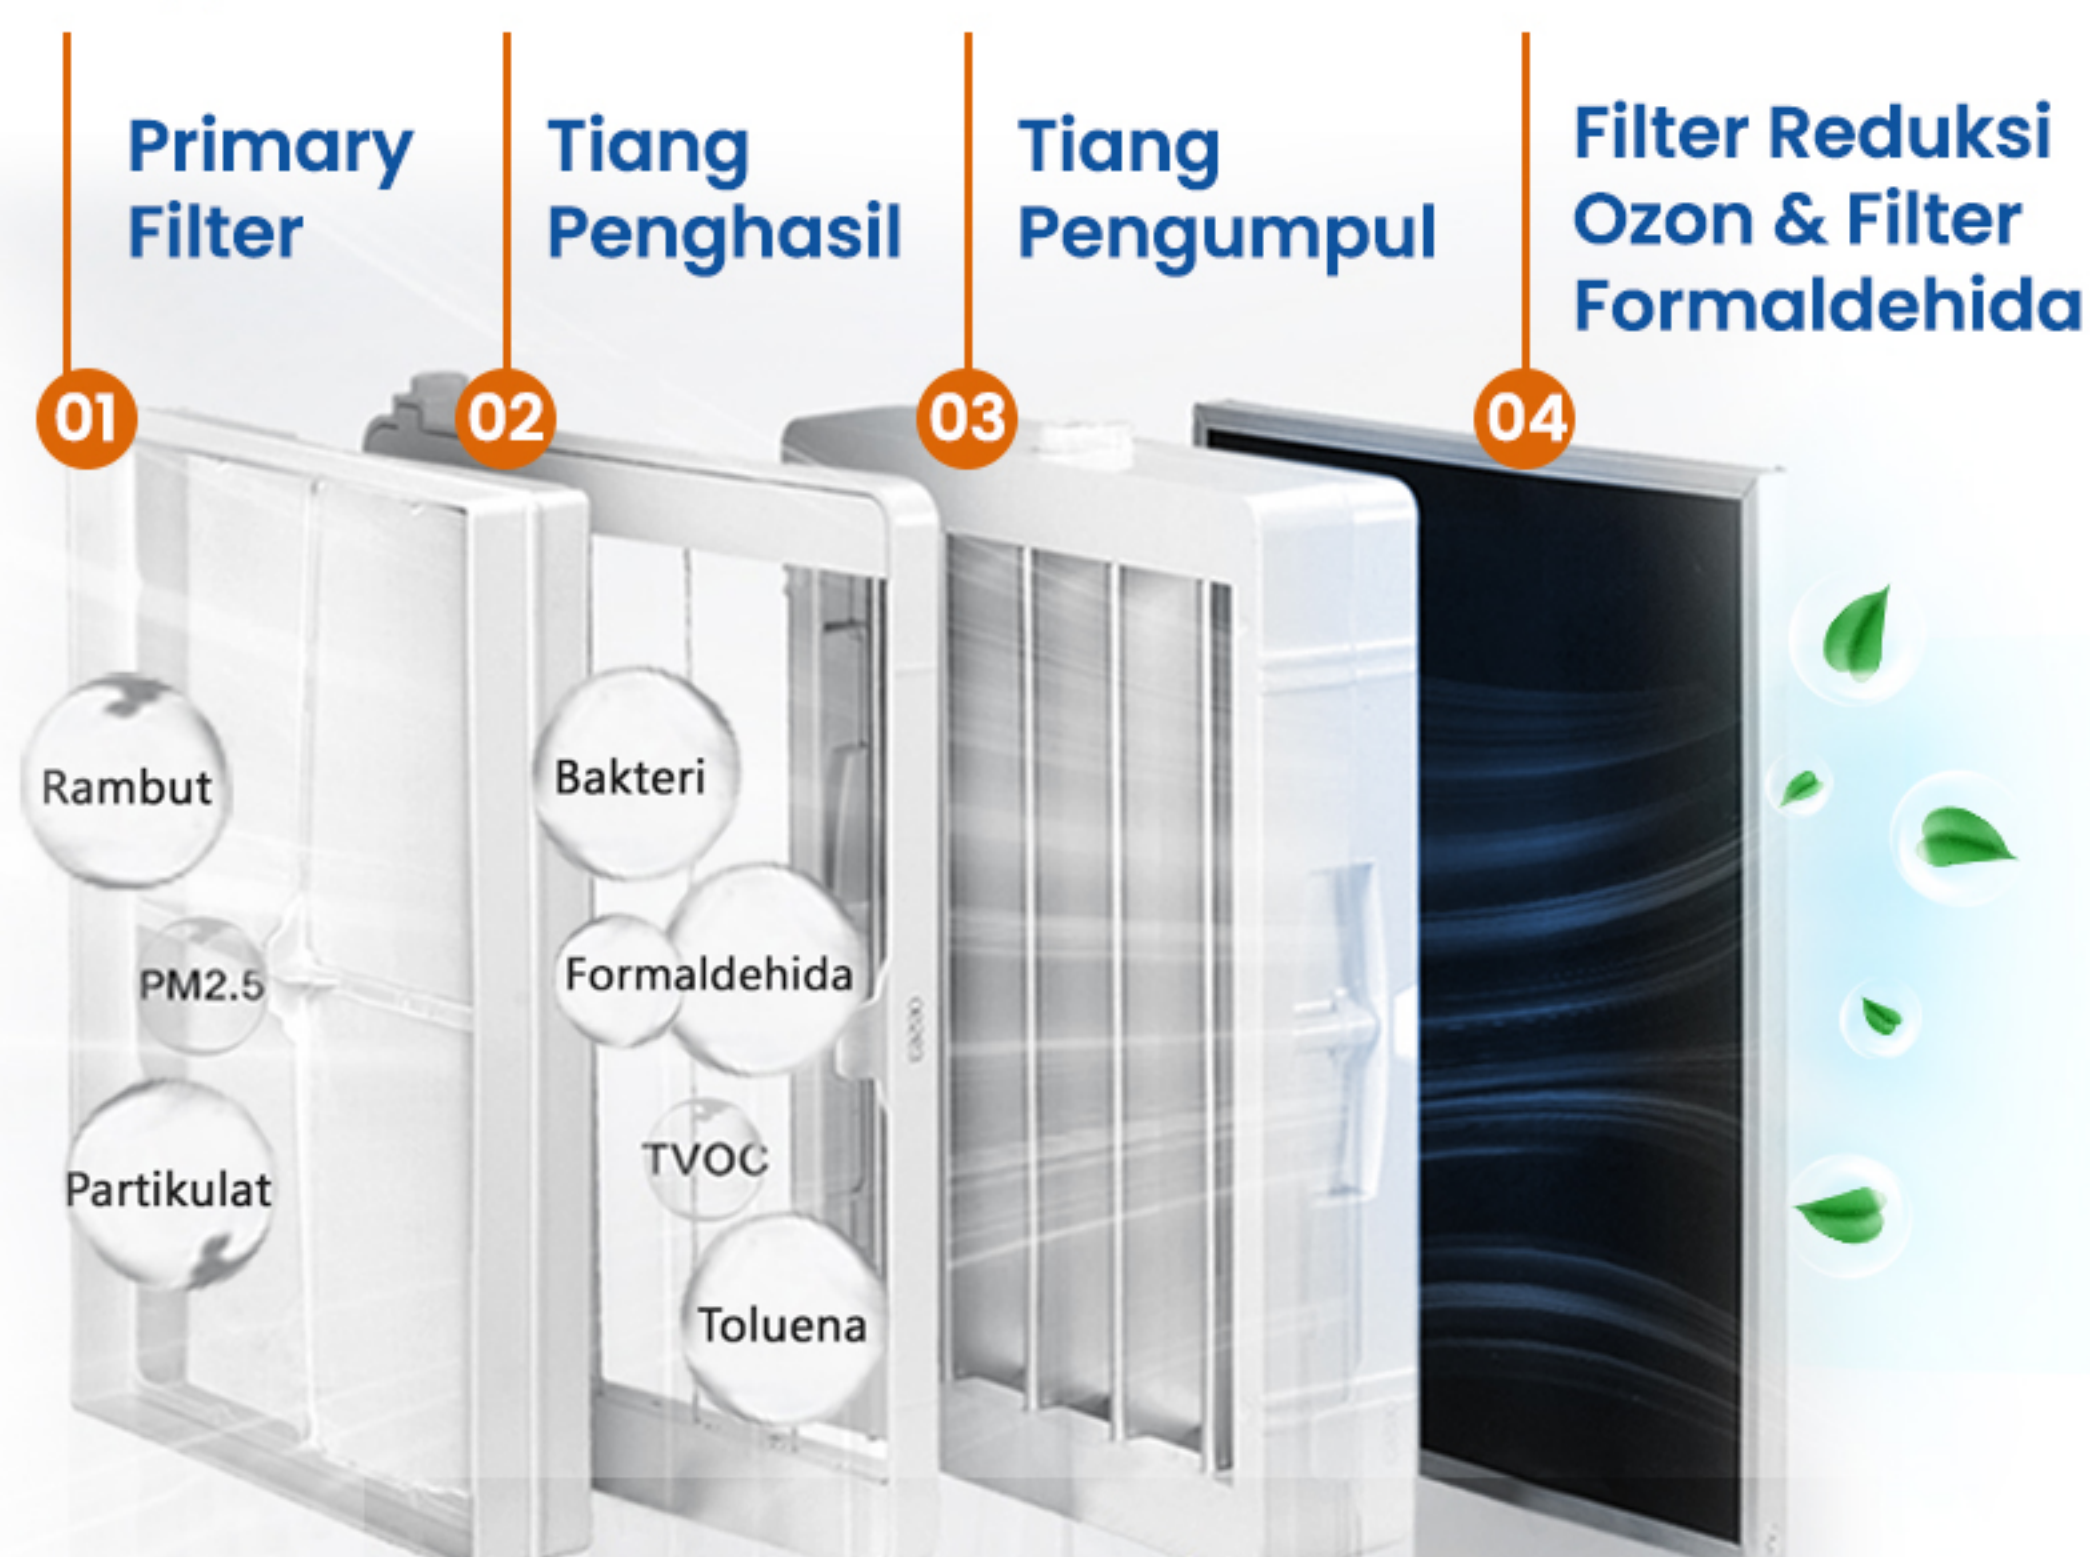 Primary
Filter
Tiang
Penghasil
Tiang
Pengumpul
Filter Reduksi
Ozon & Filter
Formaldehida
01
02
03
04
Rambut
PM2.5
Partikulat
Bakteri
Formaldehida
TVOC
Toluena